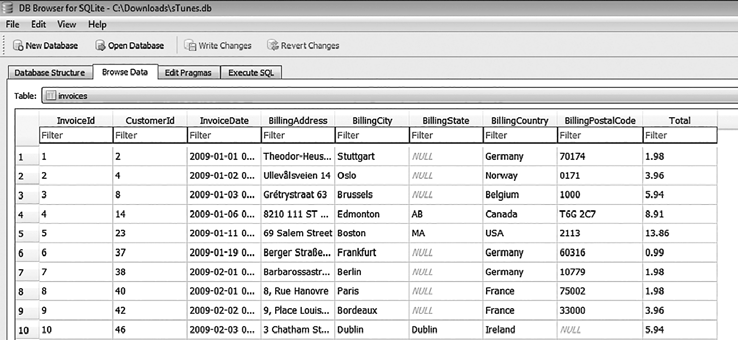 DB Browser for SQLite - C:\Downloads\sTunes.db
File Edit View Help
New Database Open Database Write Changes Revert Changes
Database Structure Browse Data Edit Pragmas Execute SQL
Table: invoices
InvoiceId CustomerId InvoiceDate BillingAddress BillingCity BillingState BillingCountry BillingPostalCode Total
Filter Filter Filter Filter Filter Filter Filter Filter Filter
1 1 2 2009-01-01 0... Theodor-Heus... Stuttgart NULL Germany 70174 1.98
2 2 4 2009-01-02 0... Ullevålsveien 14 Oslo NULL Norway 0171 3.96
3 3 8 2009-01-03 0... Grétrystraat 63 Brussels NULL Belgium 1000 5.94
4 4 14 2009-01-06 0... 8210 111 ST ... Edmonton AB Canada T6G 2C7 8.91
5 5 23 2009-01-11 0... 69 Salem Street Boston MA USA 2113 13.86
6 6 37 2009-01-19 0... Berger Straße... Frankfurt NULL Germany 60316 0.99
7 7 38 2009-02-01 0... Barbarossastr... Berlin NULL Germany 10779 1.98
8 8 40 2009-02-01 0... 8, Rue Hanovre Paris NULL France 75002 1.98
9 9 42 2009-02-02 0... 9, Place Louis... Bordeaux NULL France 33000 3.96
10 10 46 2009-02-03 0... 3 Chatham St... Dublin Dublin Ireland NULL 5.94